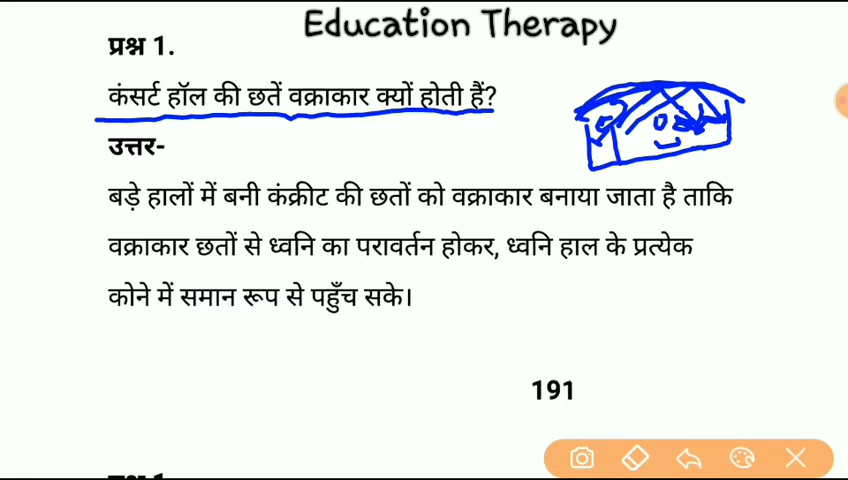 Education Therapy
प्रश्न 1.
कंसर्ट हॉल की छतें वक्राकार क्यों होती हैं?
उत्तर-
बड़े हालों में बनी कंक्रीट की छतों को वक्राकार बनाया जाता है ताकि
वक्राकार छतों से ध्वनि का परावर्तन होकर, ध्वनि हाल के प्रत्येक
कोने में समान रूप से पहुँच सके।
191